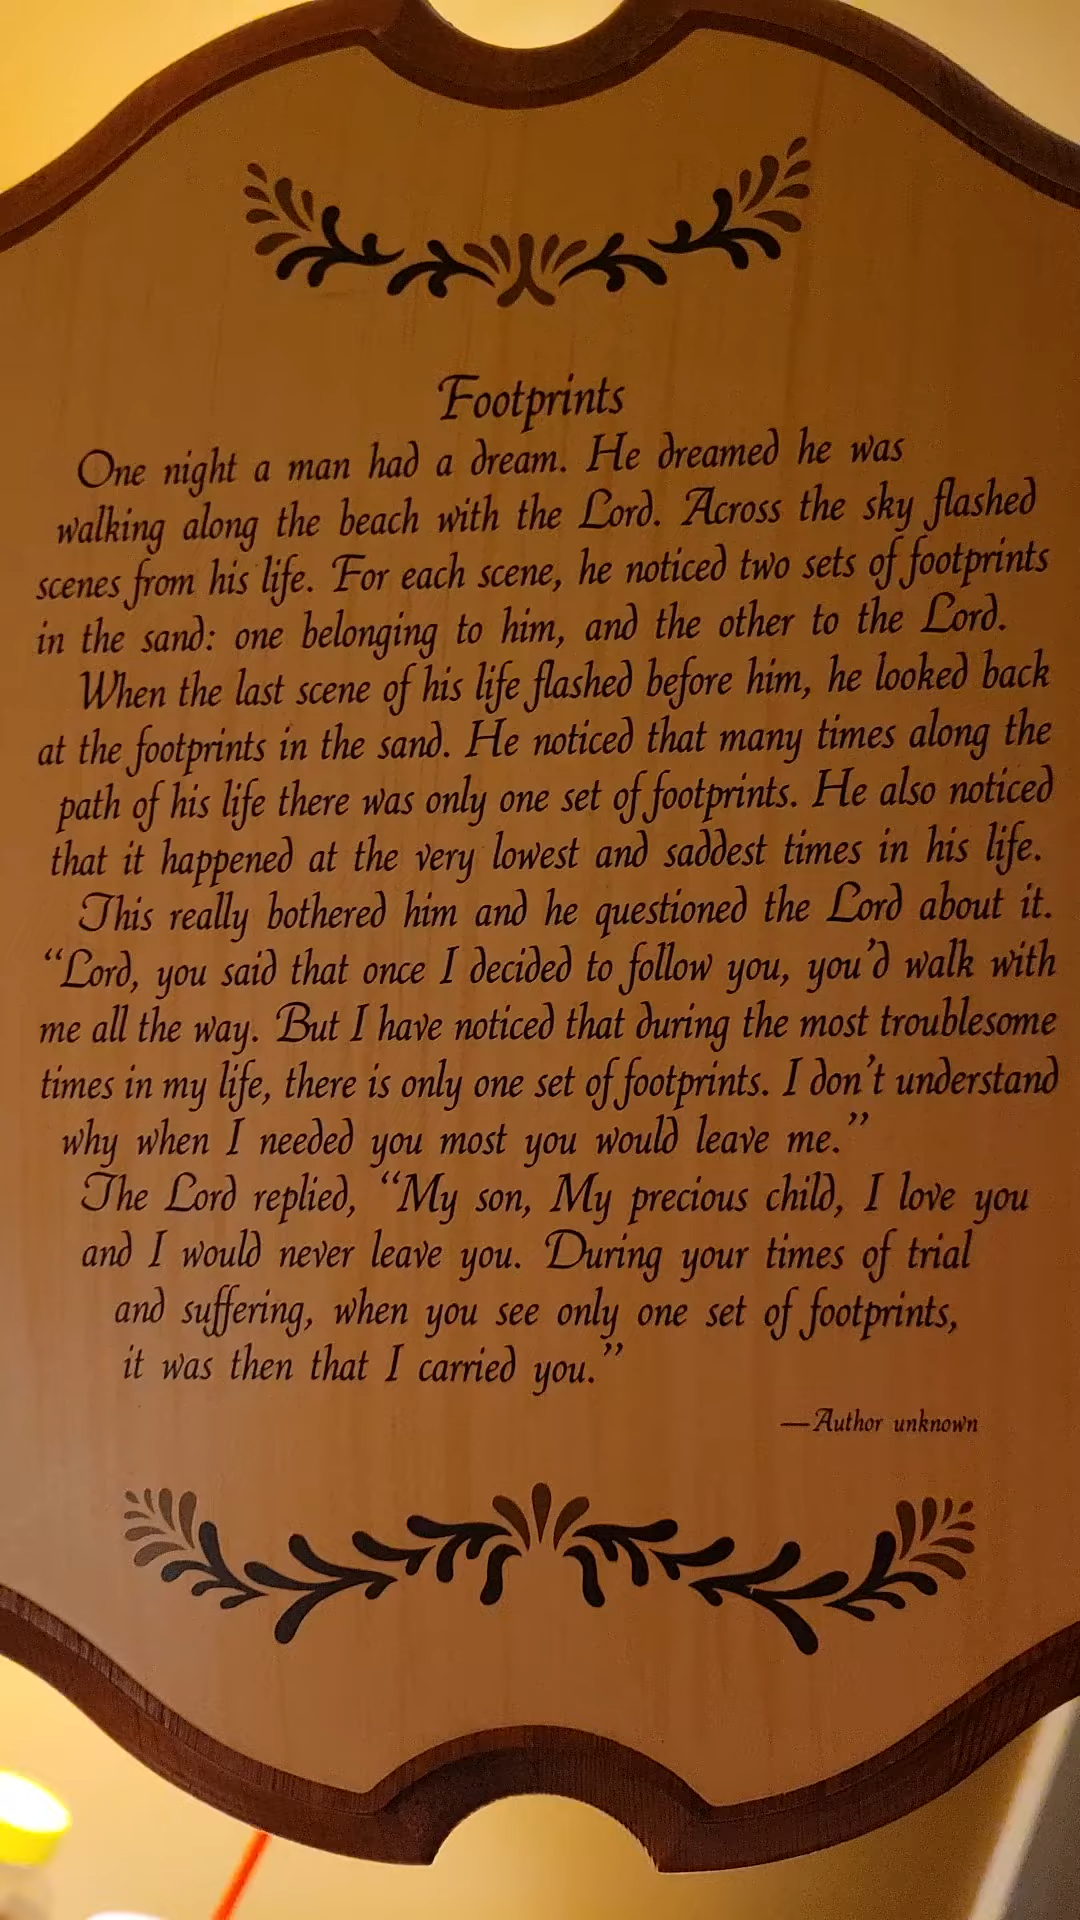 Footprints
One night a man had a dream. He dreamed he was
walking along the beach with the Lord. Across the sky flashed
scenes from his life. For each scene, he noticed two sets of footprints
in the sand: one belonging to him, and the other to the Lord.
When the last scene of his life flashed before him, he looked back
at the footprints in the sand. He noticed that many times along the
path of his life there was only one set of footprints. He also noticed
that it happened at the very lowest and saddest times in his life.
This really bothered him and he questioned the Lord about it.
“Lord, you said that once I decided to follow you, you’d walk with
me all the way. But I have noticed that during the most troublesome
times in my life, there is only one set of footprints. I don’t understand
why when I needed you most you would leave me.”
The Lord replied, “My son, My precious child, I love you
and I would never leave you. During your times of trial
and suffering, when you see only one set of footprints,
it was then that I carried you.”
—Author unknown